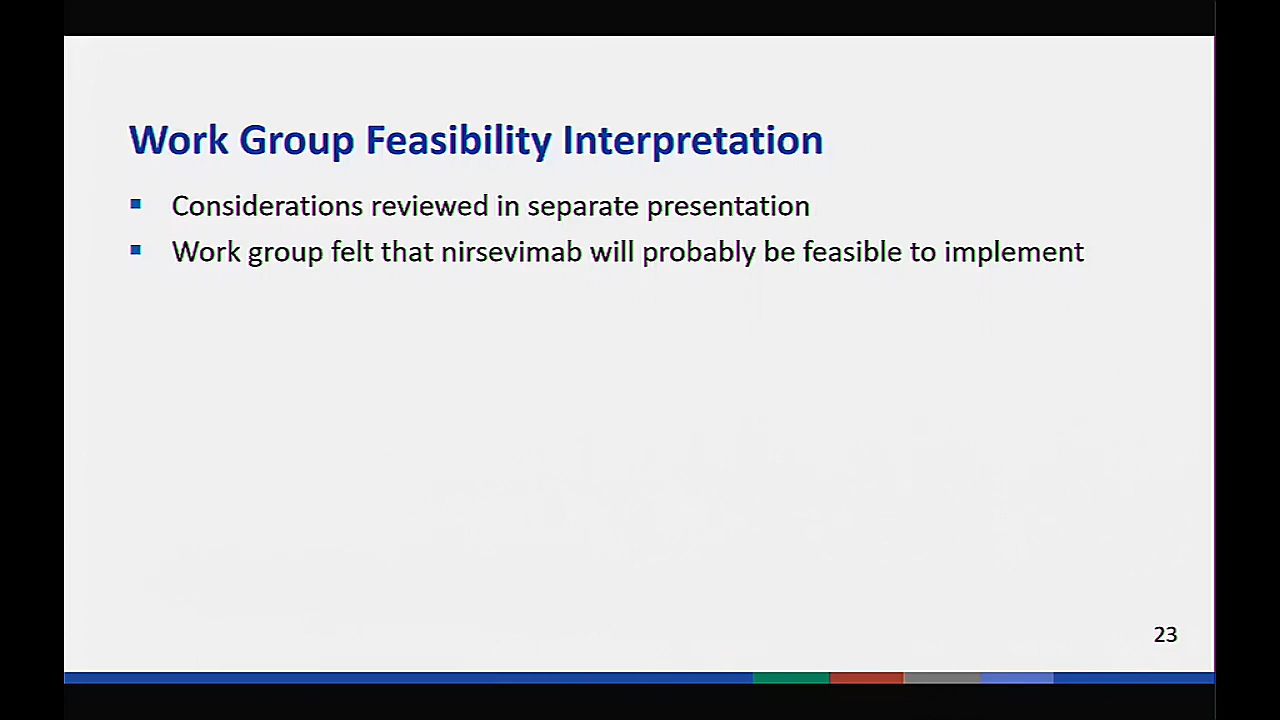 Work Group Feasibility Interpretation
Considerations reviewed in separate presentation
Work group felt that nirsevimab will probably be feasible to implement
23